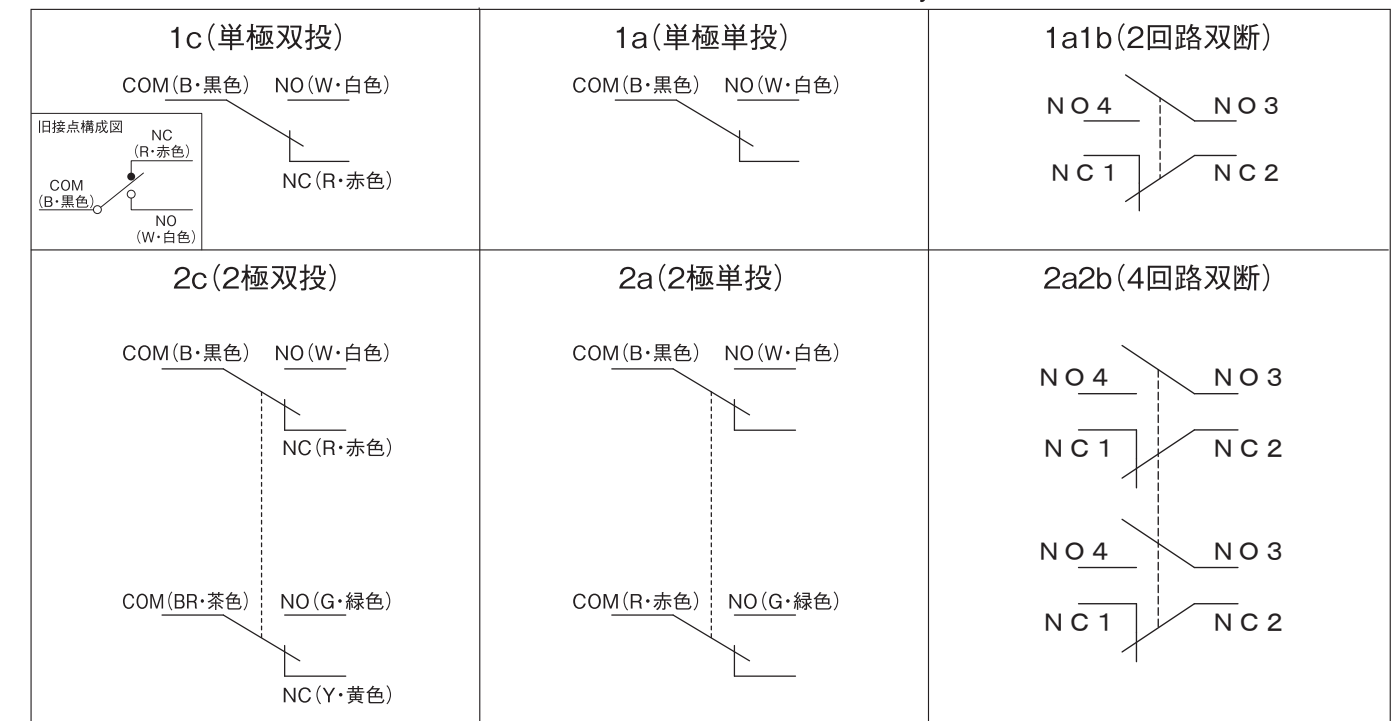 1c(単極双投)
COM(B・黒色) NO(W・白色)
NC(R・赤色)
旧接点構成図
NC
(R・赤色)
COM
(B・黒色)
NO
(W・白色)
1a(単極単投)
COM(B・黒色) NO(W・白色)
1a1b(2回路双断)
NO4 NO3
NC1 NC2
2c(2極双投)
COM(B・黒色) NO(W・白色)
NC(R・赤色)
COM(BR・茶色) NO(G・緑色)
NC(Y・黄色)
2a(2極単投)
COM(B・黒色) NO(W・白色)
COM(R・赤色) NO(G・緑色)
2a2b(4回路双断)
NO4 NO3
NC1 NC2
NO4 NO3
NC1 NC2